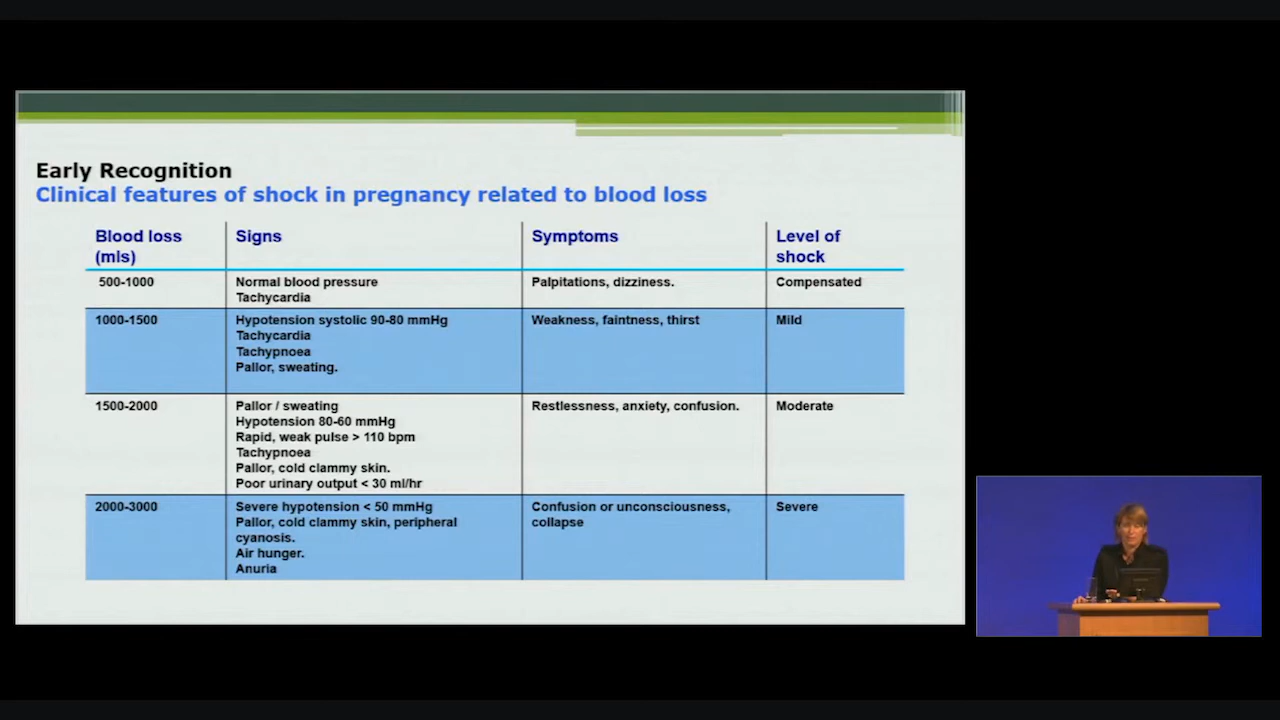 Early Recognition
Clinical features of shock in pregnancy related to blood loss
Blood loss
(mls)
Signs
Symptoms
Level of
shock
500-1000
Normal blood pressure
Tachycardia
Palpitations, dizziness.
Compensated
1000-1500
Hypotension systolic 90-80 mmHg
Tachycardia
Tachypnoea
Pallor, sweating.
Weakness, faintness, thirst
Mild
1500-2000
Pallor / sweating
Hypotension 80-60 mmHg
Rapid, weak pulse > 110 bpm
Tachypnoea
Pallor, cold clammy skin.
Poor urinary output < 30 ml/hr
Restlessness, anxiety, confusion.
Moderate
2000-3000
Severe hypotension < 50 mmHg
Pallor, cold clammy skin, peripheral
cyanosis.
Air hunger.
Anuria
Confusion or unconsciousness,
collapse
Severe